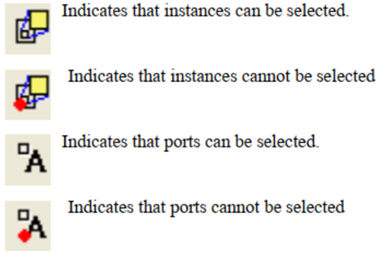 Indicates that instances can be selected.
Indicates that instances cannot be selected
A Indicates that ports can be selected.
A Indicates that ports cannot be selected